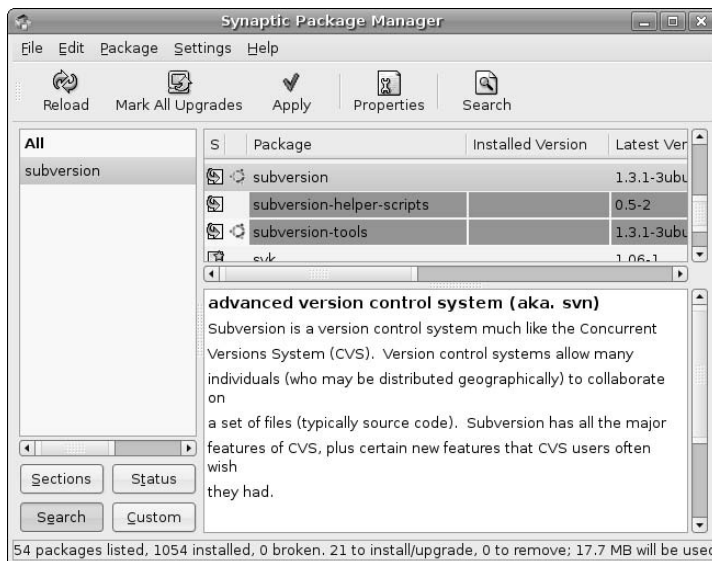 Synaptic Package Manager
File Edit Package Settings Help
Reload Mark All Upgrades Apply Properties Search
All
subversion
S Package Installed Version Latest Ver
subversion 1.3.1-3ubu
subversion-helper-scripts 0.5-2
subversion-tools 1.3.1-3ubu
svk 1.06-1
advanced version control system (aka. svn)
Subversion is a version control system much like the Concurrent
Versions System (CVS). Version control systems allow many
individuals (who may be distributed geographically) to collaborate
on
a set of files (typically source code). Subversion has all the major
features of CVS, plus certain new features that CVS users often
wish
they had.
Sections Status
Search Custom
54 packages listed, 1054 installed, 0 broken. 21 to install/upgrade, 0 to remove; 17.7 MB will be used